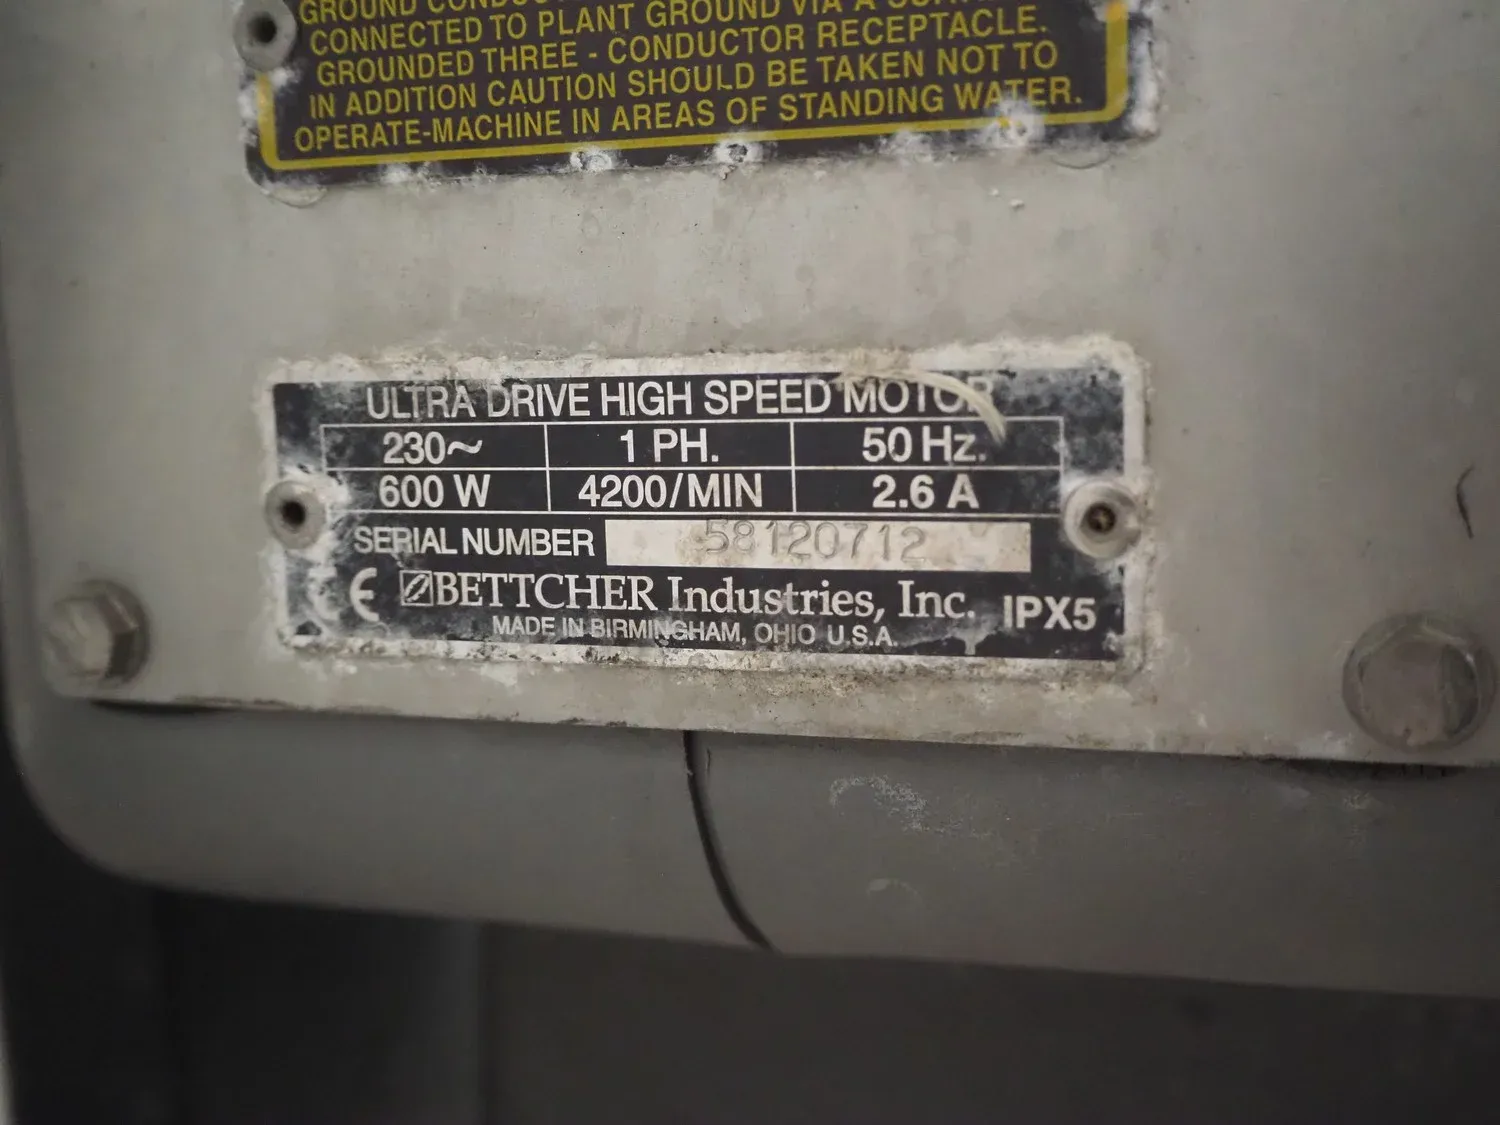 GROUND
CONNECTED TO PLANT GROUND VIA A
GROUNDED THREE - CONDUCTOR RECEPTACLE.
IN ADDITION CAUTION SHOULD BE TAKEN NOT TO
OPERATE-MACHINE IN AREAS OF STANDING WATER.
ULTRA DRIVE HIGH SPEED MOTOR
230~ 1 PH. 50 Hz.
600 W 4200/MIN 2.6 A
SERIAL NUMBER 58120712
CE BETTCHER Industries, Inc. IPX5
MADE IN BIRMINGHAM, OHIO U.S.A.